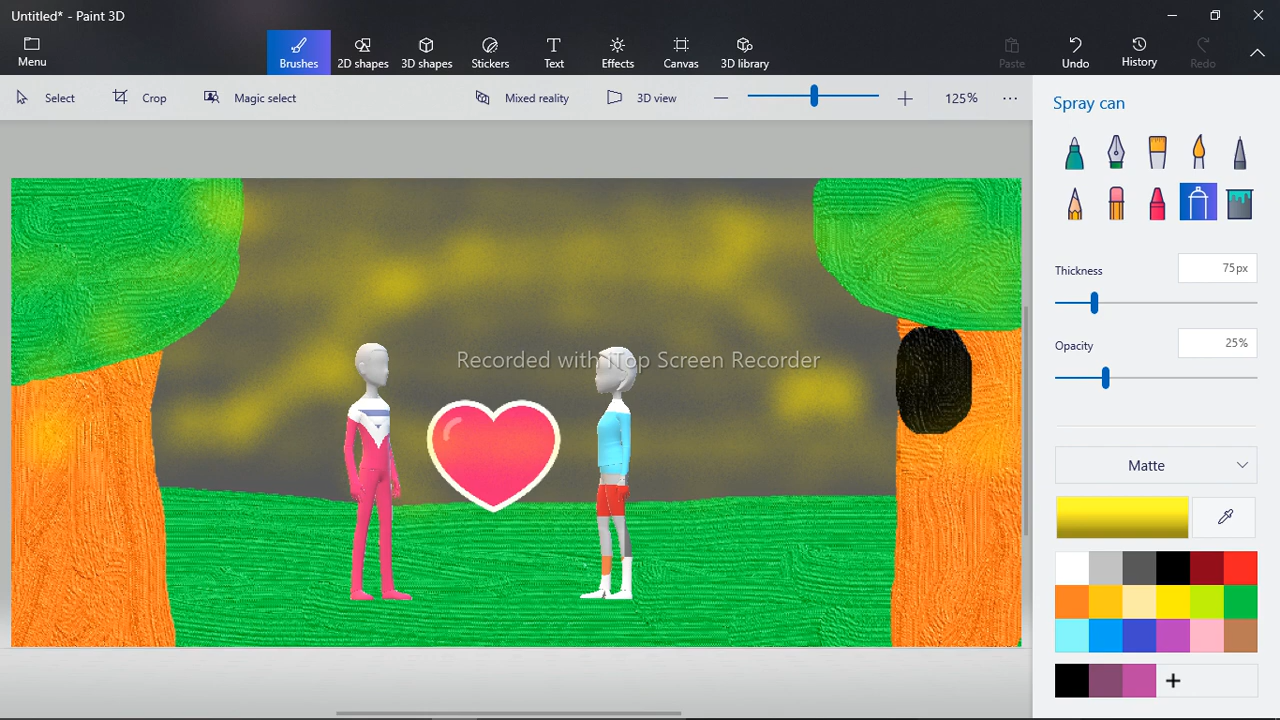 Untitled* - Paint 3D
Menu
Brushes
2D shapes
3D shapes
Stickers
Text
Effects
Canvas
3D library
Paste
Undo
History
Redo
Select
Crop
Magic select
Mixed reality
3D view
125%
Spray can
Thickness
75px
Opacity
25%
Matte
Recorded with iTop Screen Recorder